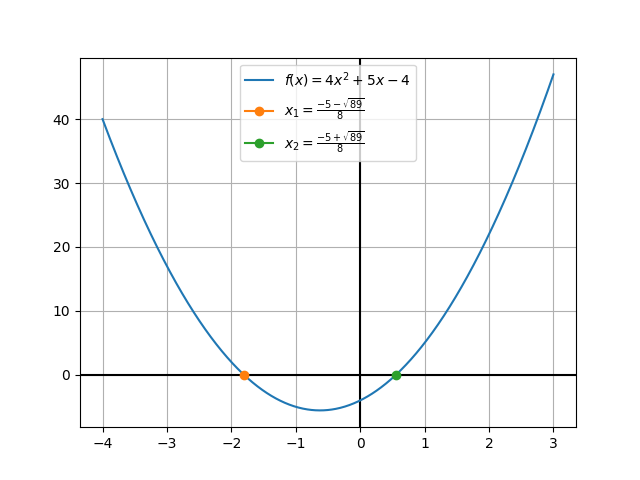 f(x) = 4x² + 5x − 4
x₁ = (−5−√89)/8
x₂ = (−5+√89)/8
40
30
20
10
0
−4 −3 −2 −1 0 1 2 3